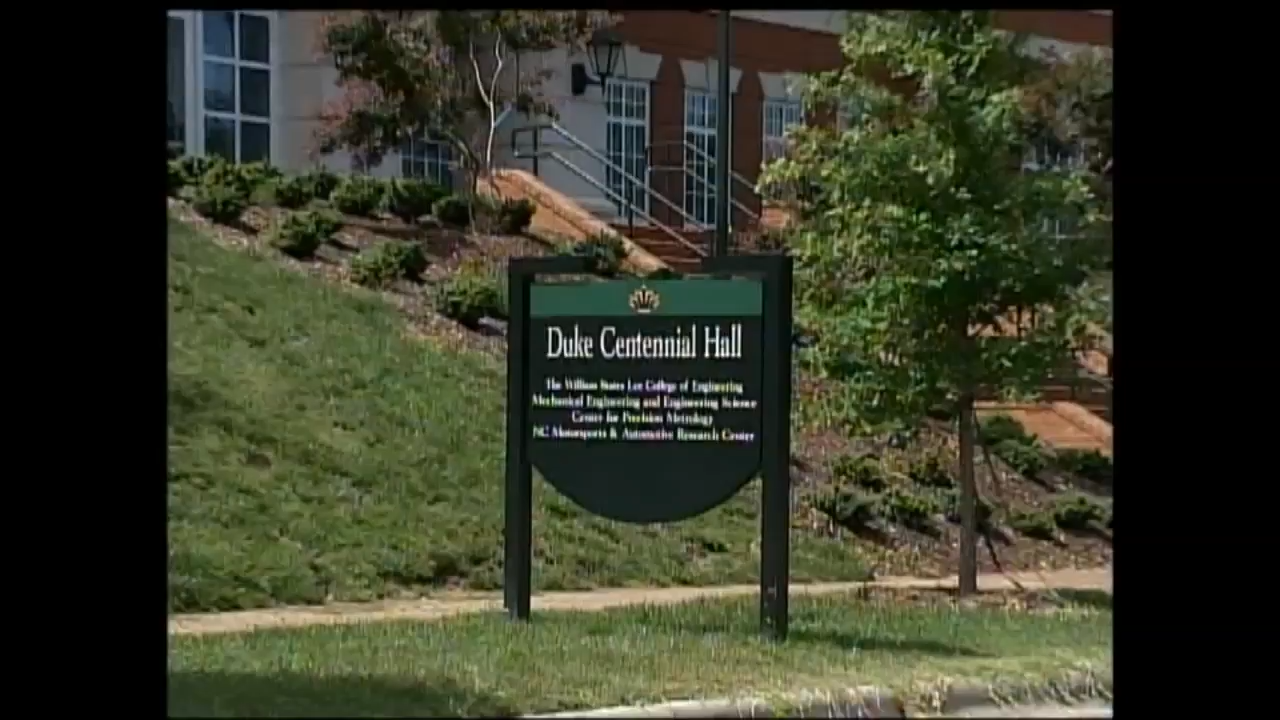 Duke Centennial Hall
The William States Lee College of Engineering
Mechanical Engineering and Engineering Science
Center for Precision Metrology
NC Motorsports & Automotive Research Center